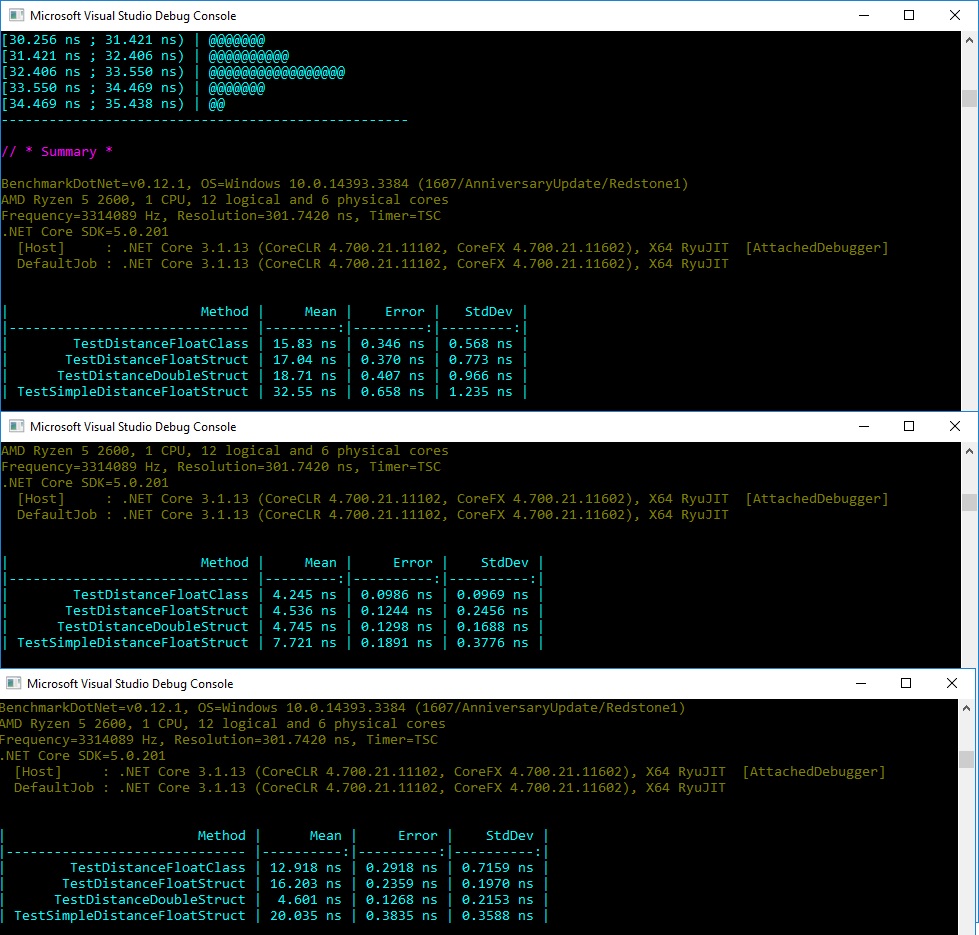 Microsoft Visual Studio Debug Console
[30.256 ns ; 31.421 ns) | @@@@@@@
[31.421 ns ; 32.406 ns) | @@@@@@@@@@
[32.406 ns ; 33.550 ns) | @@@@@@@@@@@@@@@@@
[33.550 ns ; 34.469 ns) | @@@@@@@
[34.469 ns ; 35.438 ns) | @@
---------------------------------------------------
// * Summary *
BenchmarkDotNet=v0.12.1, OS=Windows 10.0.14393.3384 (1607/AnniversaryUpdate/Redstone1)
AMD Ryzen 5 2600, 1 CPU, 12 logical and 6 physical cores
Frequency=3314089 Hz, Resolution=301.7420 ns, Timer=TSC
.NET Core SDK=5.0.201
[Host]     : .NET Core 3.1.13 (CoreCLR 4.700.21.11102, CoreFX 4.700.21.11602), X64 RyuJIT  [AttachedDebugger]
DefaultJob : .NET Core 3.1.13 (CoreCLR 4.700.21.11102, CoreFX 4.700.21.11602), X64 RyuJIT
|                        Method |     Mean |    Error |   StdDev |
|------------------------------ |---------:|---------:|---------:|
|        TestDistanceFloatClass | 15.83 ns | 0.346 ns | 0.568 ns |
|       TestDistanceFloatStruct | 17.04 ns | 0.370 ns | 0.773 ns |
|      TestDistanceDoubleStruct | 18.71 ns | 0.407 ns | 0.966 ns |
| TestSimpleDistanceFloatStruct | 32.55 ns | 0.658 ns | 1.235 ns |
Microsoft Visual Studio Debug Console
AMD Ryzen 5 2600, 1 CPU, 12 logical and 6 physical cores
Frequency=3314089 Hz, Resolution=301.7420 ns, Timer=TSC
.NET Core SDK=5.0.201
[Host]     : .NET Core 3.1.13 (CoreCLR 4.700.21.11102, CoreFX 4.700.21.11602), X64 RyuJIT  [AttachedDebugger]
DefaultJob : .NET Core 3.1.13 (CoreCLR 4.700.21.11102, CoreFX 4.700.21.11602), X64 RyuJIT
|                        Method |     Mean |     Error |    StdDev |
|------------------------------ |---------:|----------:|----------:|
|        TestDistanceFloatClass | 4.245 ns | 0.0986 ns | 0.0969 ns |
|       TestDistanceFloatStruct | 4.536 ns | 0.1244 ns | 0.2456 ns |
|      TestDistanceDoubleStruct | 4.745 ns | 0.1298 ns | 0.1688 ns |
| TestSimpleDistanceFloatStruct | 7.721 ns | 0.1891 ns | 0.3776 ns |
Microsoft Visual Studio Debug Console
BenchmarkDotNet=v0.12.1, OS=Windows 10.0.14393.3384 (1607/AnniversaryUpdate/Redstone1)
AMD Ryzen 5 2600, 1 CPU, 12 logical and 6 physical cores
Frequency=3314089 Hz, Resolution=301.7420 ns, Timer=TSC
.NET Core SDK=5.0.201
[Host]     : .NET Core 3.1.13 (CoreCLR 4.700.21.11102, CoreFX 4.700.21.11602), X64 RyuJIT  [AttachedDebugger]
DefaultJob : .NET Core 3.1.13 (CoreCLR 4.700.21.11102, CoreFX 4.700.21.11602), X64 RyuJIT
|                        Method |      Mean |     Error |    StdDev |
|------------------------------ |----------:|----------:|----------:|
|        TestDistanceFloatClass | 12.918 ns | 0.2918 ns | 0.7159 ns |
|       TestDistanceFloatStruct | 16.203 ns | 0.2359 ns | 0.1970 ns |
|      TestDistanceDoubleStruct |  4.601 ns | 0.1268 ns | 0.2153 ns |
| TestSimpleDistanceFloatStruct | 20.035 ns | 0.3835 ns | 0.3588 ns |